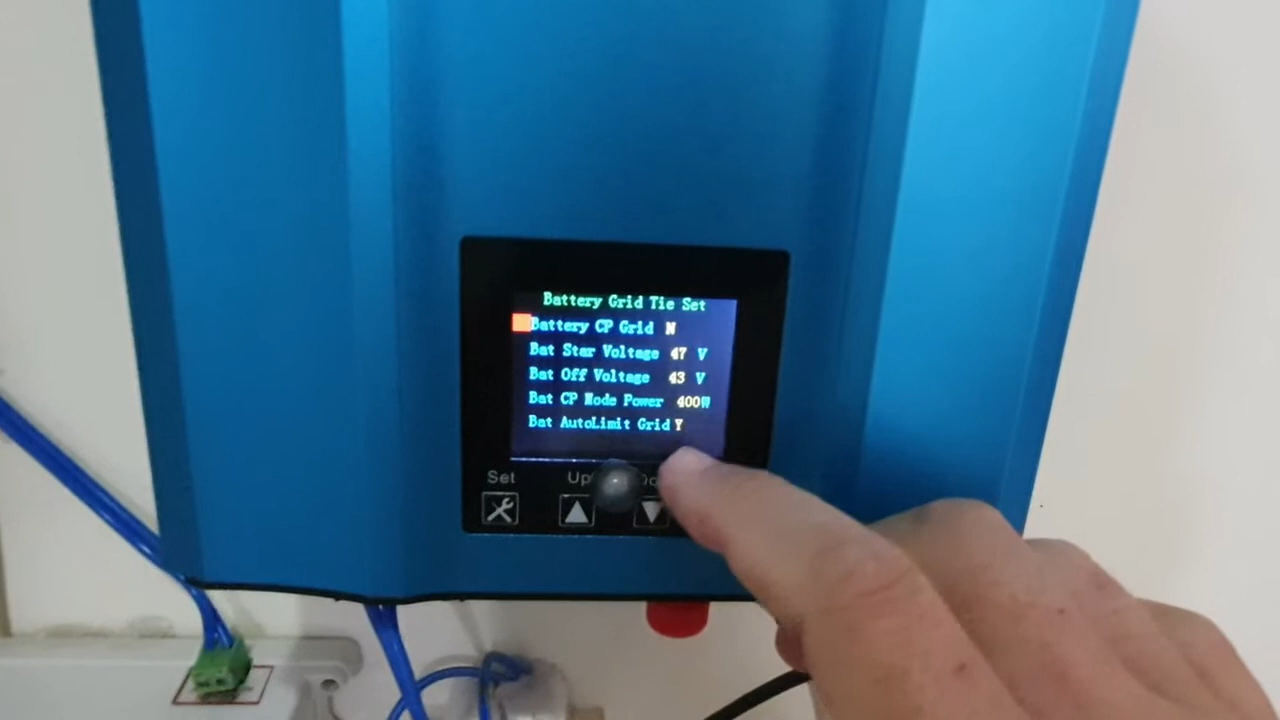 Battery Grid Tie Set
Battery CP Grid N
Bat Star Voltage 47 V
Bat Off Voltage 43 V
Bat CP Mode Power 400W
Bat AutoLimit Grid Y
Set Up